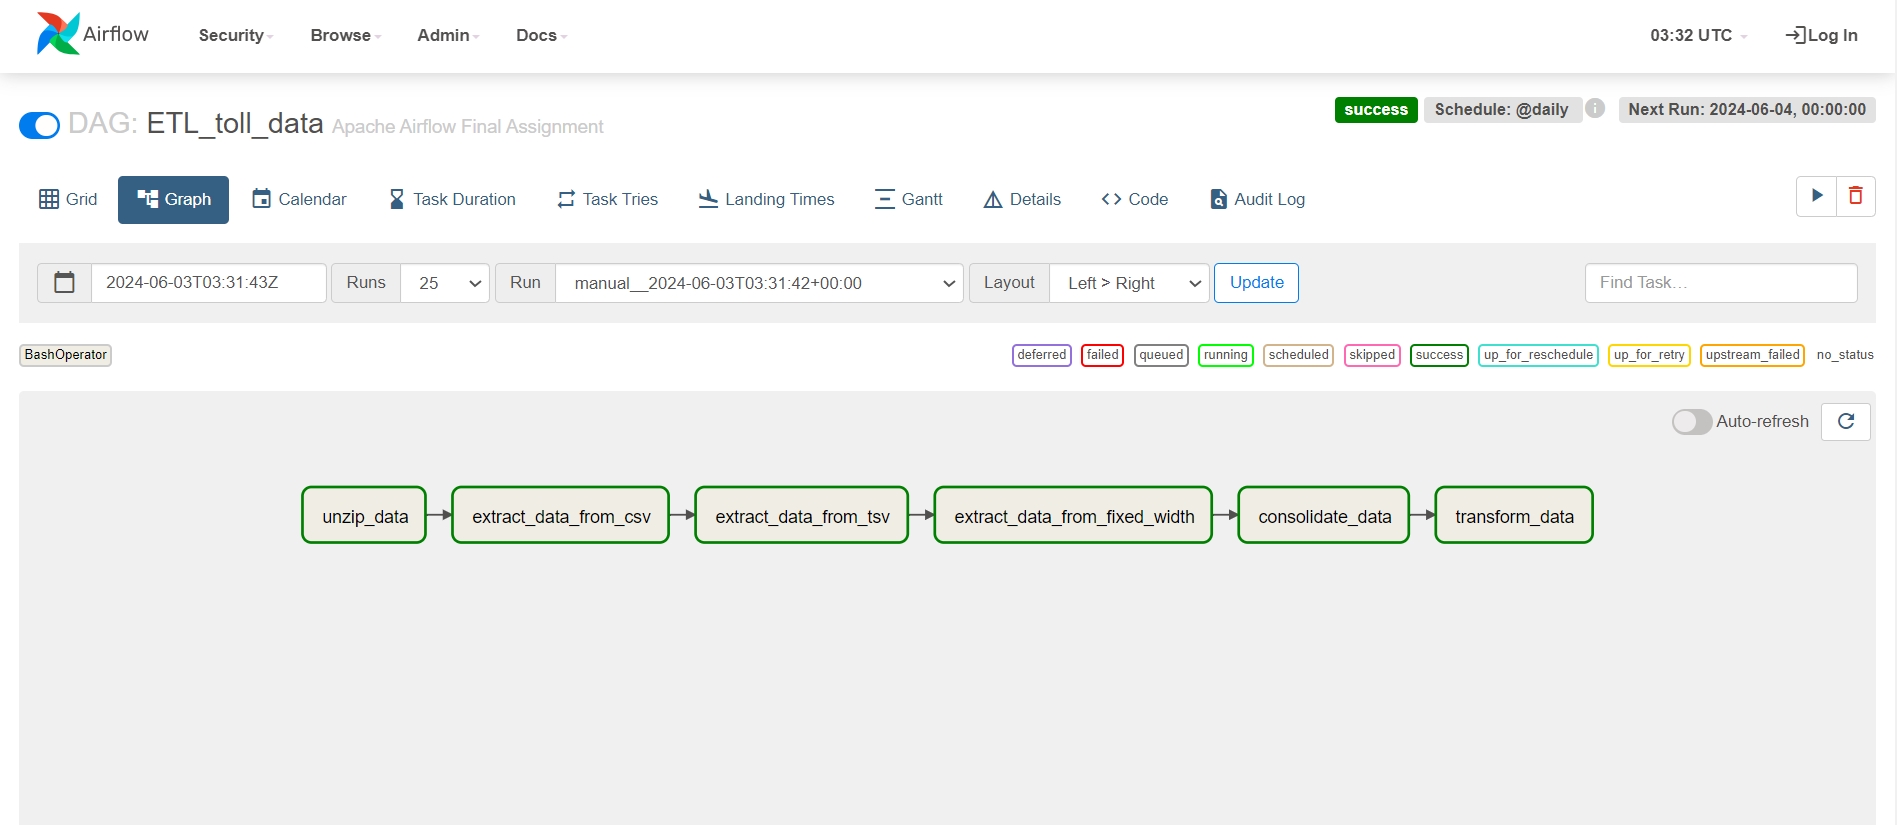 Airflow Security Browse Admin Docs 03:32 UTC Log In
success Schedule: @daily i Next Run: 2024-06-04, 00:00:00
DAG: ETL_toll_data Apache Airflow Final Assignment
Grid Graph Calendar Task Duration Task Tries Landing Times Gantt Details Code Audit Log
2024-06-03T03:31:43Z Runs 25 Run manual__2024-06-03T03:31:42+00:00 Layout Left > Right Update Find Task...
BashOperator deferred failed queued running scheduled skipped success up_for_reschedule up_for_retry upstream_failed no_status
Auto-refresh
unzip_data extract_data_from_csv extract_data_from_tsv extract_data_from_fixed_width consolidate_data transform_data